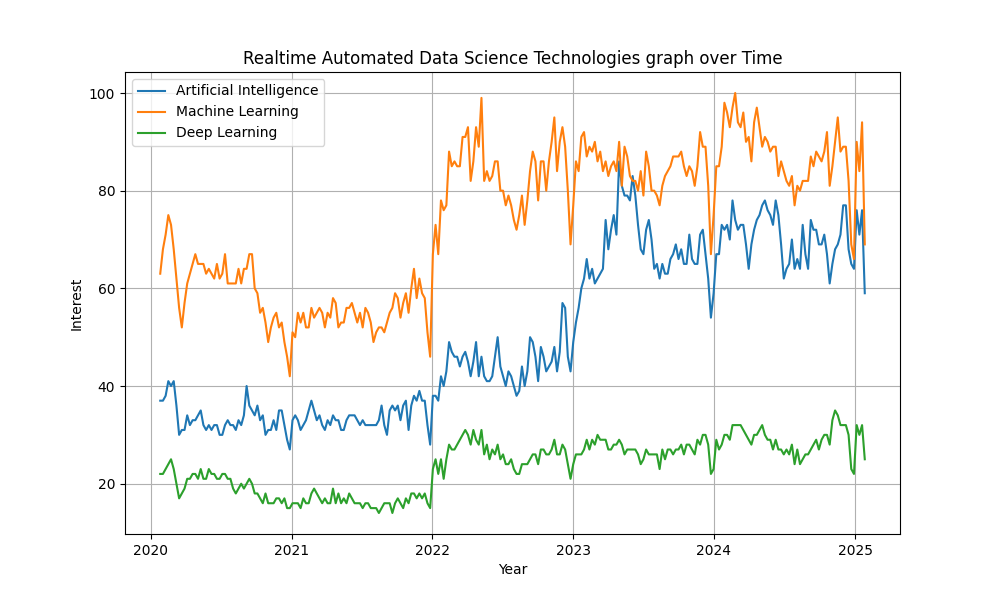 Realtime Automated Data Science Technologies graph over Time
Artificial Intelligence
Machine Learning
Deep Learning
100
80
60
40
20
Interest
2020 2021 2022 2023 2024 2025
Year